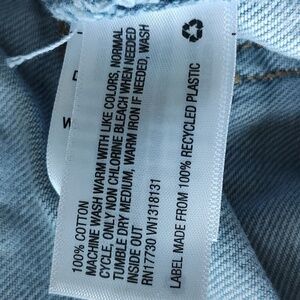 100% COTTON
MACHINE WASH WARM WITH LIKE COLORS, NORMAL
CYCLE, ONLY NON CHLORINE BLEACH WHEN NEEDED
TUMBLE DRY MEDIUM, WARM IRON IF NEEDED, WASH
INSIDE OUT
RN17730 VN1318131
LABEL MADE FROM 100% RECYCLED PLASTIC